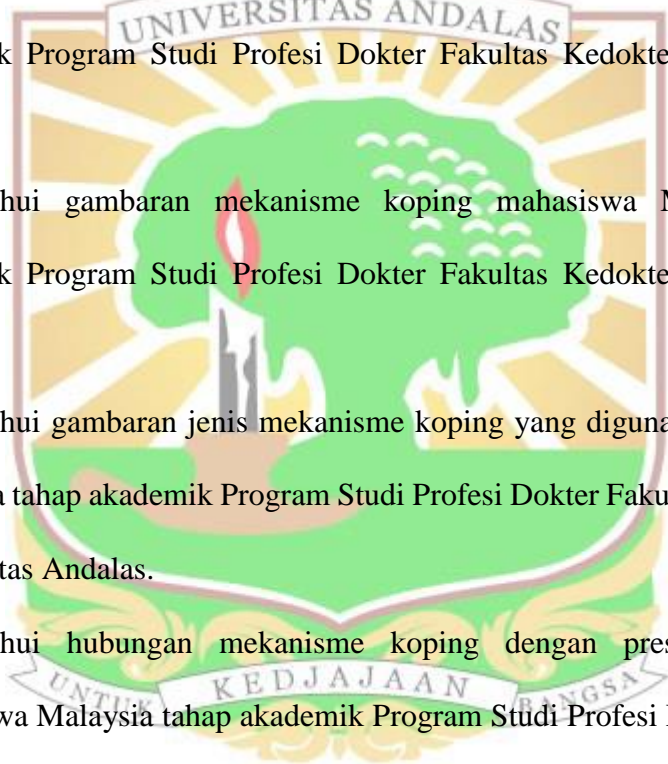 UNIVERSITAS ANDALAS
k Program Studi Profesi Dokter Fakultas Kedokte
hui gambaran mekanisme koping mahasiswa M
k Program Studi Profesi Dokter Fakultas Kedokte
hui gambaran jenis mekanisme koping yang diguna
a tahap akademik Program Studi Profesi Dokter Faku
tas Andalas.
hui hubungan mekanisme koping dengan pres
UNTUK KEDJAJAAN BANGSA
wa Malaysia tahap akademik Program Studi Profesi